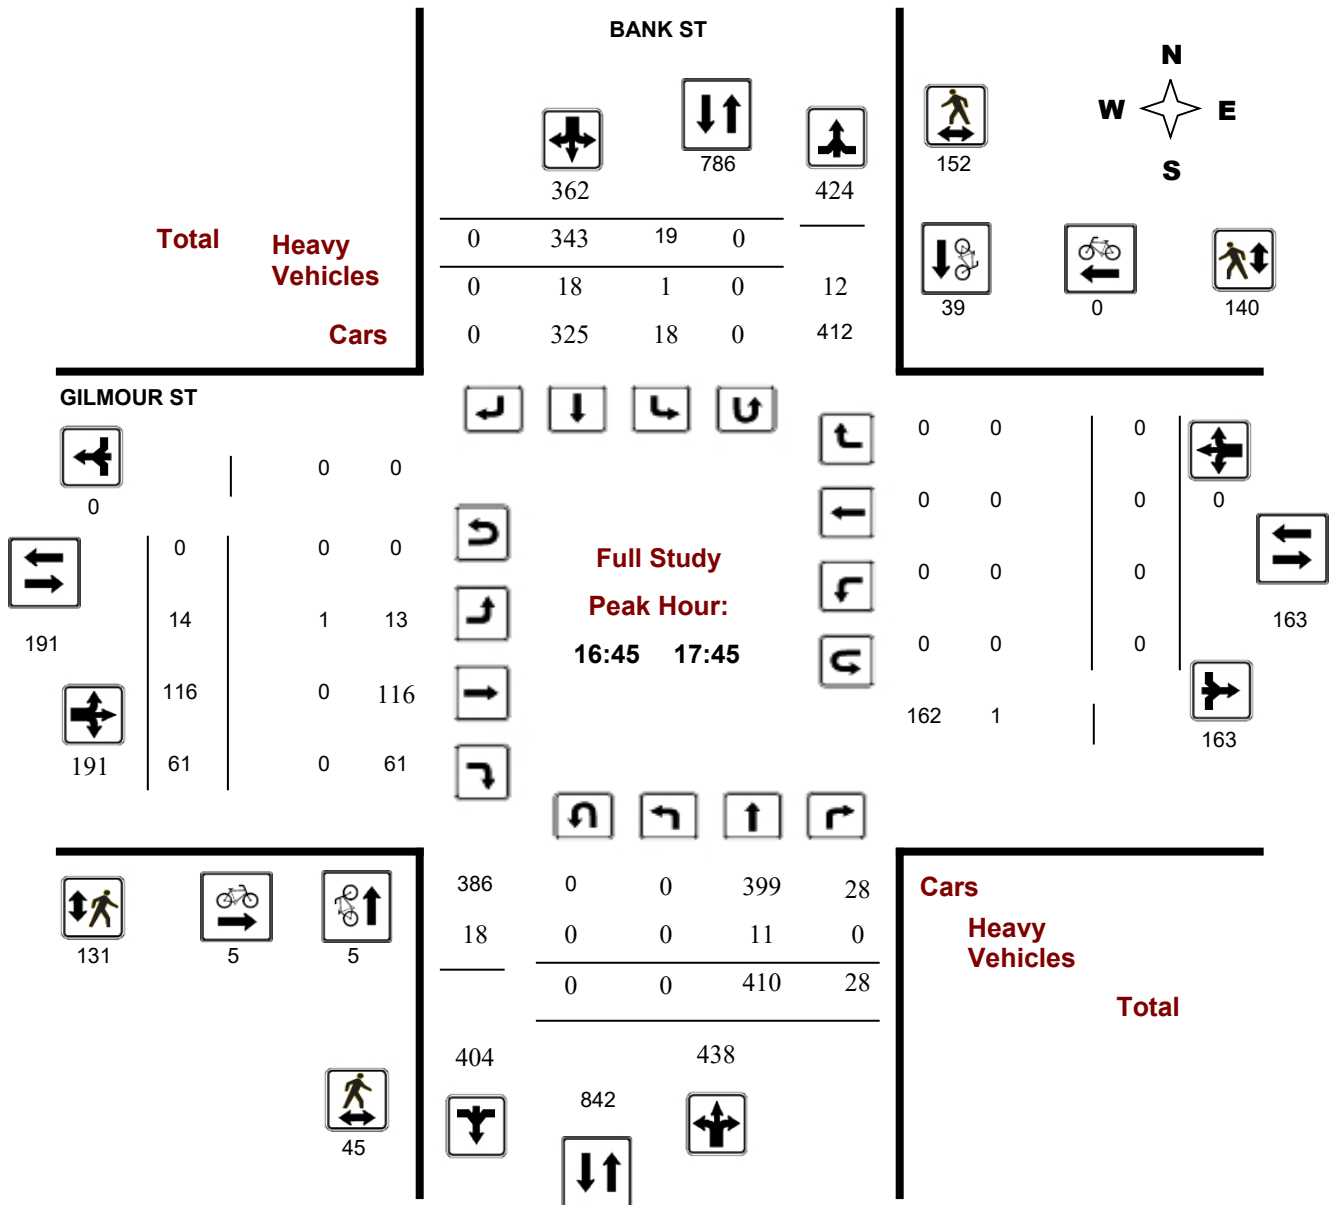 BANK ST
N
W E
S
786
152
362
424
Total
Heavy
Vehicles
Cars
0 343 19 0
0 18 1 0 12
0 325 18 0 412
39 0 140
GILMOUR ST
0
0 0
0 0 0
14 1 13
191
116 0 116
191
61 0 61
Full Study
Peak Hour:
16:45 17:45
0 0 0
0 0 0 0
0 0 0
0 0 0
163
162 1
163
131 5 5
386 0 0 399 28
18 0 0 11 0
0 0 410 28
Cars
Heavy
Vehicles
Total
404 438
842
45